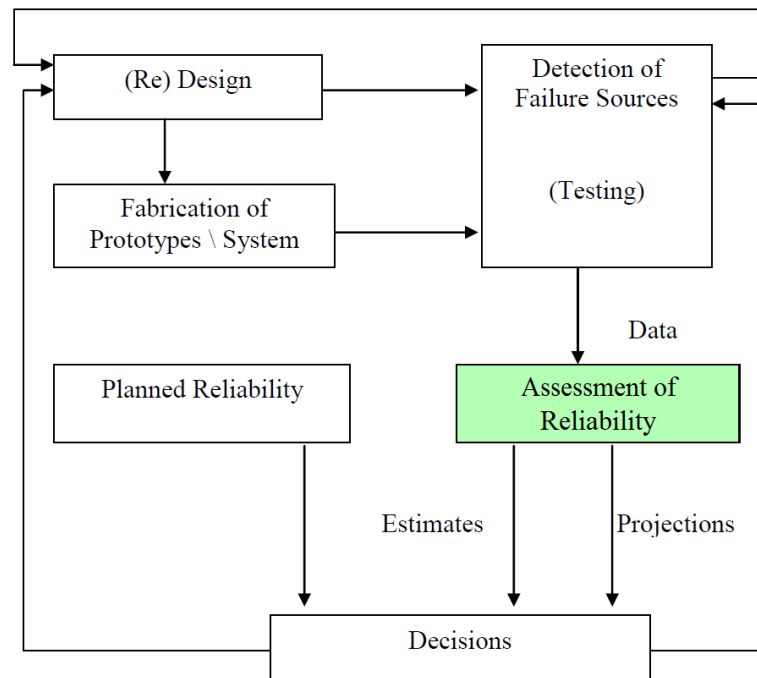 (Re) Design
Detection of
Failure Sources
(Testing)
Fabrication of
Prototypes \ System
Data
Planned Reliability
Assessment of
Reliability
Estimates
Projections
Decisions